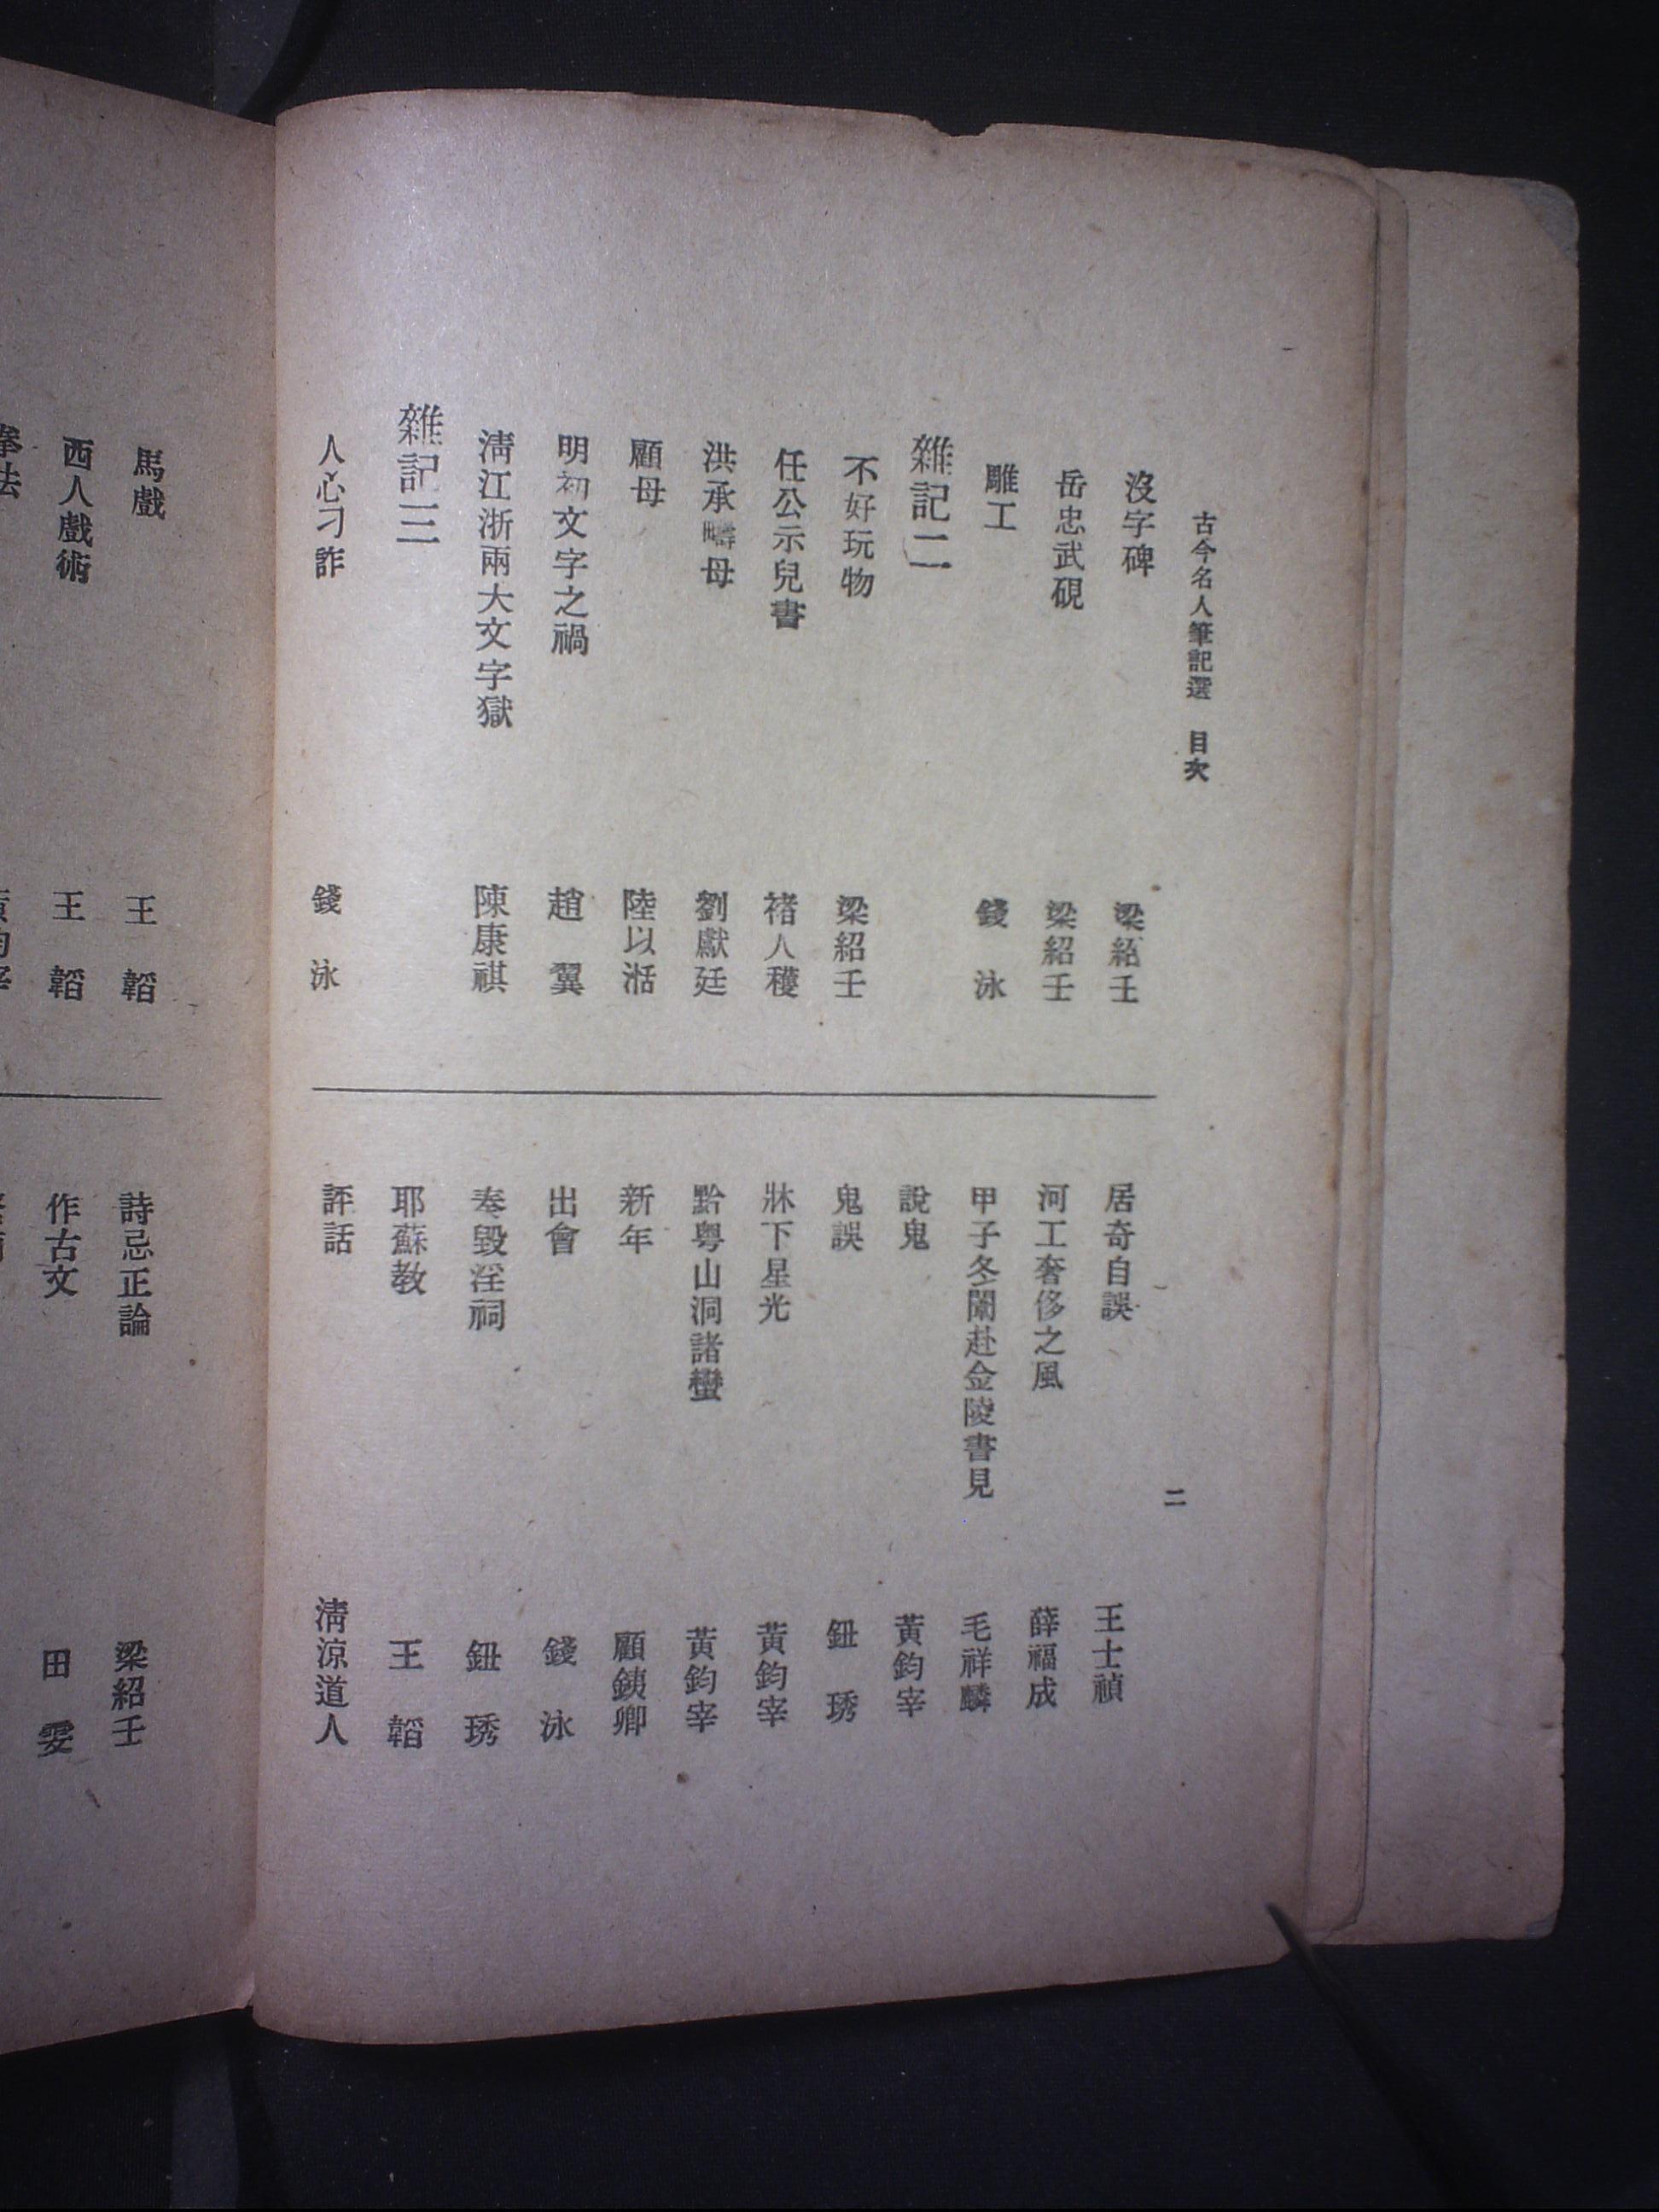 古今名人筆記選　目次
二
沒字碑　梁紹壬
岳忠武硯　梁紹壬
雕工　錢泳
雜記二
不好玩物　梁紹壬
任公示兒書　褚人穫
洪承疇母　劉獻廷
顧母　陸以湉
明初文字之禍　趙翼
清江浙兩大文字獄　陳康祺
雜記三
人心刁詐　錢泳
居奇自誤　王士禎
河工奢侈之風　薛福成
甲子冬闈赴金陵書見　毛祥麟
說鬼　黃鈞宰
鬼誤　鈕琇
牀下星光　黃鈞宰
黔粤山洞諸蠻　黃鈞宰
新年　顧銕卿
出會　錢泳
奏毀淫祠　鈕琇
耶蘇教　王韜
評話　清涼道人
馬戲　王韜
西人戲術　王韜
拳法
詩忌正論　梁紹壬
作古文　田雯